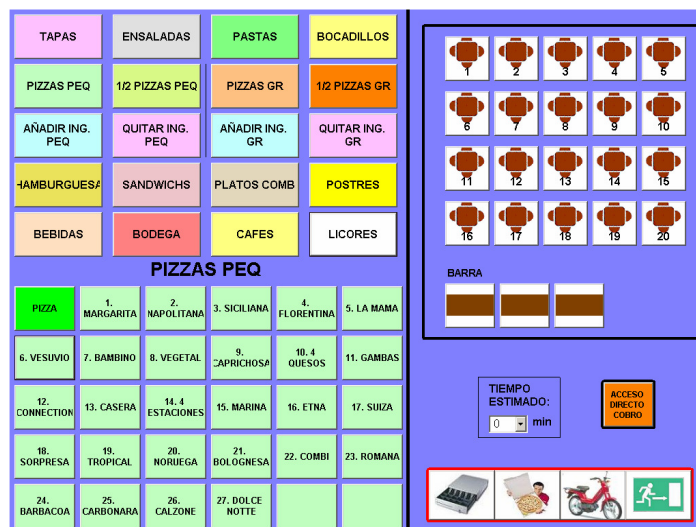 TAPAS
ENSALADAS
PASTAS
BOCADILLOS
PIZZAS PEQ
1/2 PIZZAS PEQ
PIZZAS GR
1/2 PIZZAS GR
AÑADIR ING.
PEQ
QUITAR ING.
PEQ
AÑADIR ING.
GR
QUITAR ING.
GR
HAMBURGUESA
SANDWICHS
PLATOS COMB
POSTRES
BEBIDAS
BODEGA
CAFES
LICORES
PIZZAS PEQ
PIZZA
1.
MARGARITA
2.
NAPOLITANA
3. SICILIANA
4.
FLORENTINA
5. LA MAMA
6. VESUVIO
7. BAMBINO
8. VEGETAL
9.
CAPRICHOSA
10. 4
QUESOS
11. GAMBAS
12.
CONNECTION
13. CASERA
14. 4
ESTACIONES
15. MARINA
16. ETNA
17. SUIZA
18.
SORPRESA
19.
TROPICAL
20.
NORUEGA
21.
BOLOGNESA
22. COMBI
23. ROMANA
24.
BARBACOA
25.
CARBONARA
26.
CALZONE
27. DOLCE
NOTTE
1
2
3
4
5
6
7
8
9
10
11
12
13
14
15
16
17
18
19
20
BARRA
TIEMPO
ESTIMADO:
0 min
ACCESO
DIRECTO
COBRO